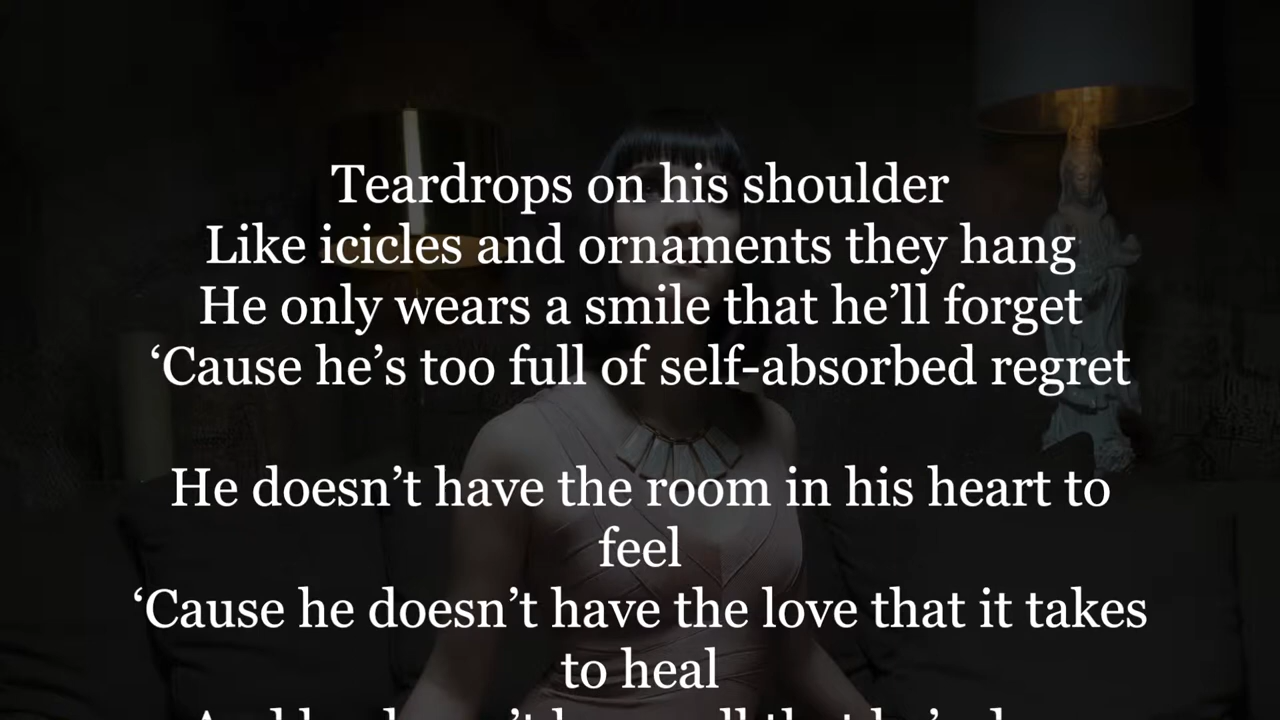 Teardrops on his shoulder
Like icicles and ornaments they hang
He only wears a smile that he’ll forget
‘Cause he’s too full of self-absorbed regret
He doesn’t have the room in his heart to
feel
‘Cause he doesn’t have the love that it takes
to heal